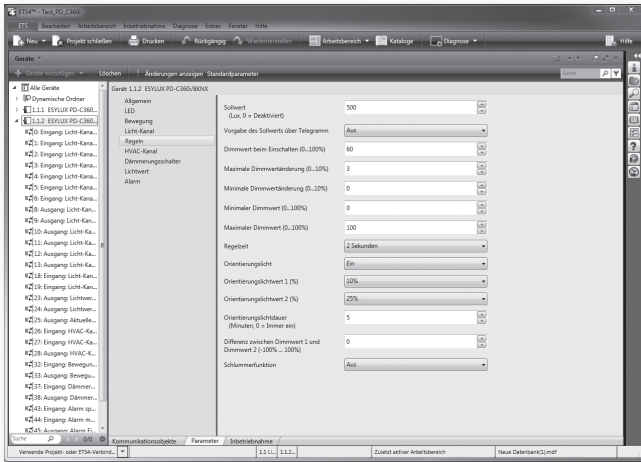 ETS4™ - Test_PD_C360i
ETS Bearbeiten Arbeitsbereich Inbetriebnahme Diagnose Extras Fenster Hilfe
Neu Projekt schließen Drucken Rückgängig Wiederherstellen Arbeitsbereich Kataloge Diagnose Hilfe
Geräte
Geräte hinzufügen Löschen Änderungen anzeigen Standardparameter Suche
Alle Geräte
Dynamische Ordner
1.1.1 ESYLUX PD-C360...
1.1.2 ESYLUX PD-C360...
0: Eingang: Licht-Kana...
1: Eingang: Licht-Kana...
2: Eingang: Licht-Kana...
3: Eingang: Licht-Kana...
4: Eingang: Licht-Kana...
5: Eingang: Licht-Kana...
6: Eingang: Licht-Kana...
8: Ausgang: Licht-Kana...
9: Ausgang: Licht-Kana...
10: Ausgang: Licht-Ka...
11: Ausgang: Licht-Ka...
12: Ausgang: Licht-Ka...
13: Ausgang: Licht-Ka...
18: Eingang: Licht-Kan...
19: Eingang: Licht-Kan...
23: Ausgang: Lichtwer...
24: Ausgang: Lichtwer...
25: Ausgang: Aktuelle...
26: Eingang: HVAC-Ka...
27: Eingang: HVAC-Ka...
28: Ausgang: HVAC-K...
32: Eingang: Bewegun...
33: Ausgang: Bewegu...
37: Eingang: Dämmer...
38: Ausgang: Dämmer...
43: Eingang: Alarm sp...
44: Eingang: Alarm m...
45: Ausgang: Alarm Ei...
Suche 0/0
Gerät: 1.1.2 ESYLUX PD-C360i/8KNX
Allgemein
LED
Bewegung
Licht-Kanal
Regeln
HVAC-Kanal
Dämmerungsschalter
Lichtwert
Alarm
Sollwert
(Lux, 0 = Deaktiviert) 500
Vorgabe des Sollwerts über Telegramm Aus
Dimmwert beim Einschalten (0...100%) 60
Maximale Dimmwertänderung (0...10%) 3
Minimale Dimmwertändrung (0...10%) 0
Minimaler Dimmwert (0...100%) 0
Maximaler Dimmwert (0...100%) 100
Regelzeit 2 Sekunden
Orientierungslicht Ein
Orientierungslichtwert 1 (%) 10%
Orientierungslichtwert 2 (%) 25%
Orientierungslichtdauer
(Minuten, 0 = Immer ein) 5
Differenz zwischen Dimmwert 1 und
Dimmwert 2 (-100% ... 100%) 0
Schlummerfunktion Aus
Kommunikationsobjekte Parameter Inbetriebnahme
Verwende Projekt- oder ETS4-Verbind... 1.1 Li... 1.1.2... Zuletzt aktiver Arbeitsbereich Neue Datenbank(1).mdf